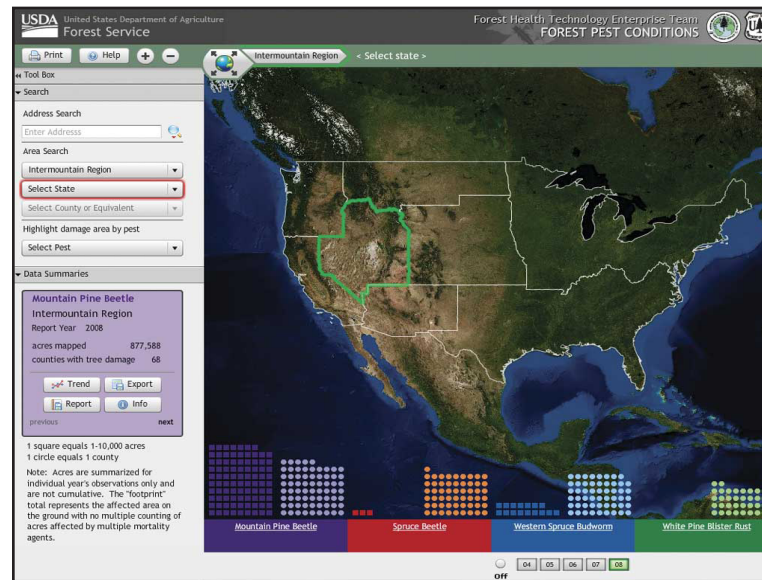 USDA United States Department of Agriculture
Forest Service
Forest Health Technology Enterprise Team
FOREST PEST CONDITIONS
Print
Help
Intermountain Region
< Select state >
Tool Box
Search
Address Search
Enter Addresss
Area Search
Intermountain Region
Select State
Select County or Equivalent
Highlight damage area by pest
Select Pest
Data Summaries
Mountain Pine Beetle
Intermountain Region
Report Year 2008
acres mapped 877,588
counties with tree damage 68
Trend
Export
Report
Info
previous next
1 square equals 1-10,000 acres
1 circle equals 1 county
Note: Acres are summarized for
individual year's observations only and
are not cumulative. The "footprint"
total represents the affected area on
the ground with no multiple counting of
acres affected by multiple mortality
agents.
Mountain Pine Beetle
Spruce Beetle
Western Spruce Budworm
White Pine Blister Rust
Off
04 05 06 07 08